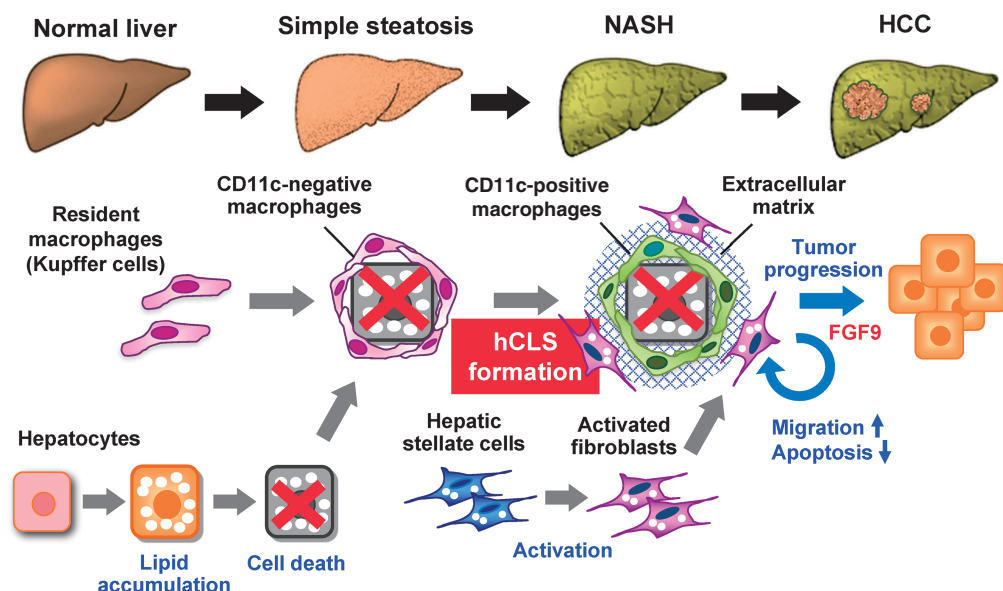 Normal liver
Simple steatosis
NASH
HCC
CD11c-negative
macrophages
CD11c-positive
macrophages
Extracellular
matrix
Resident
macrophages
(Kupffer cells)
Tumor
progression
FGF9
hCLS
formation
Migration
Apoptosis
Hepatocytes
Hepatic
stellate cells
Activated
fibroblasts
Activation
Lipid
accumulation
Cell death